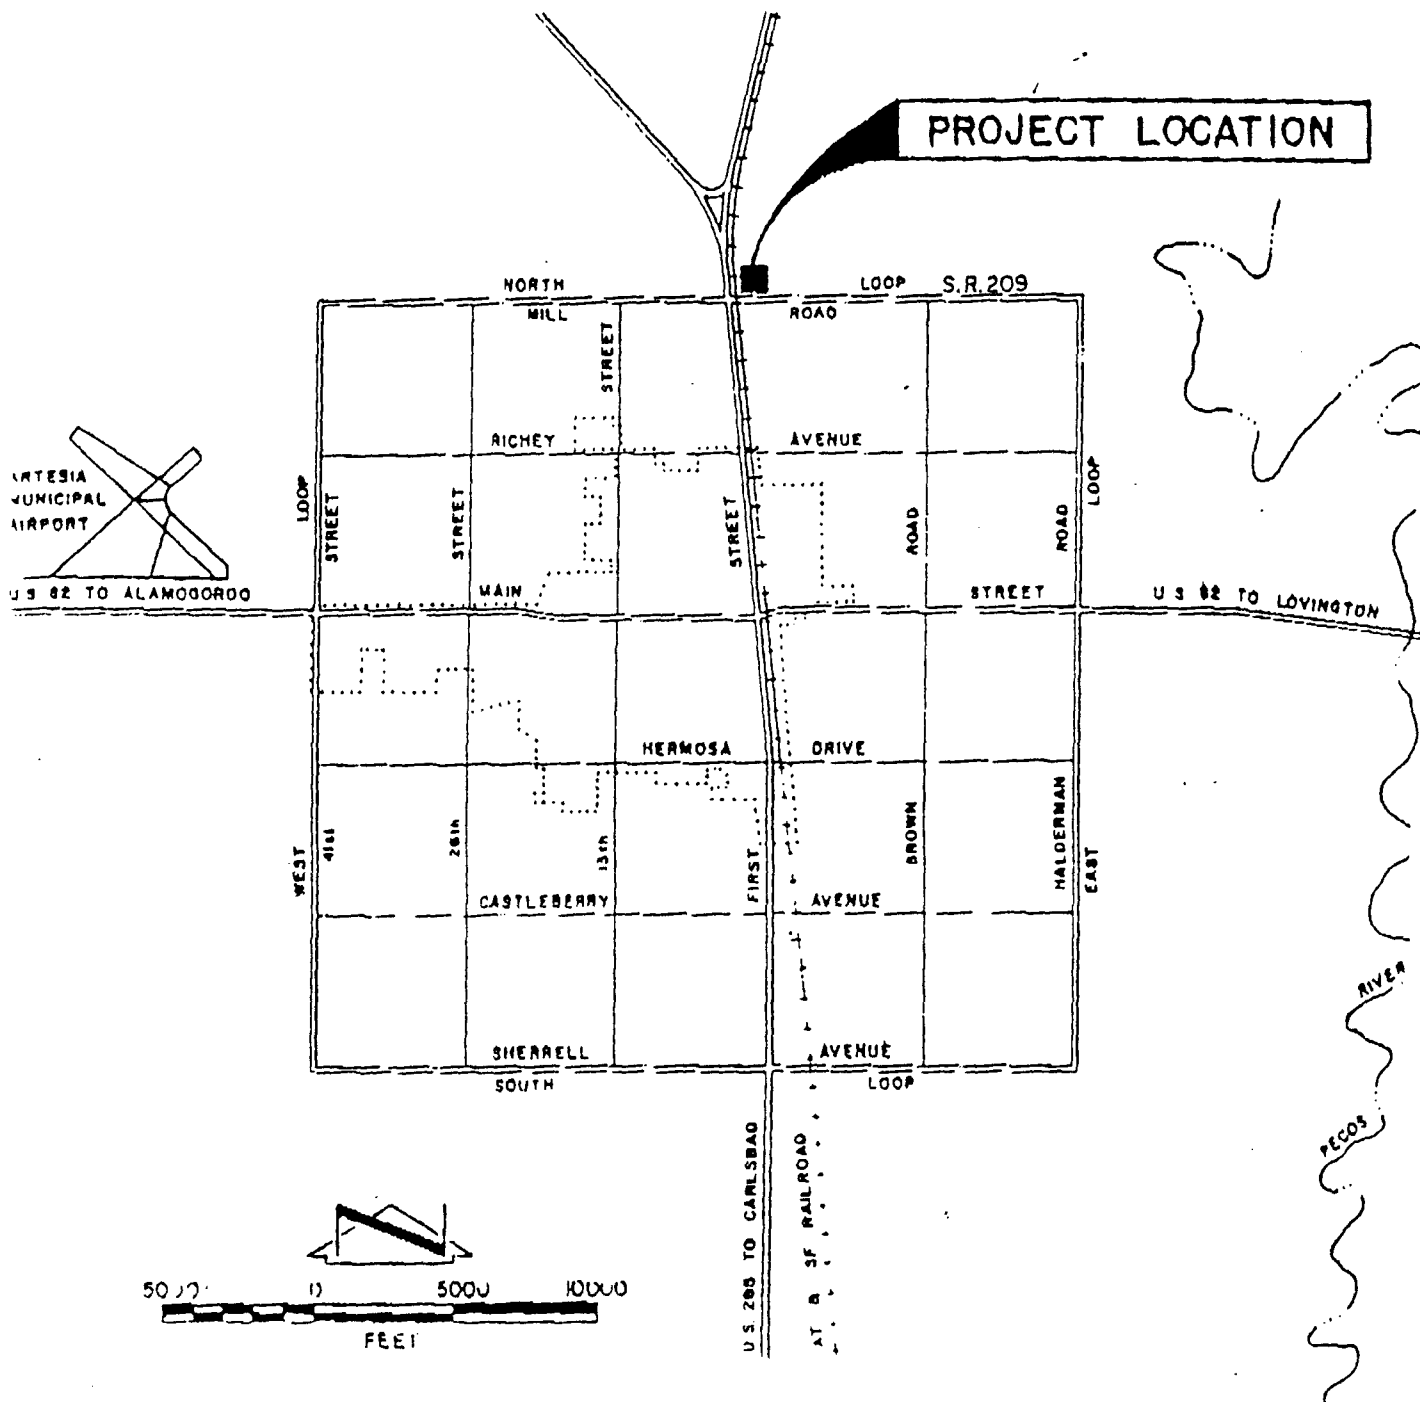 PROJECT LOCATION
NORTH
LOOP S.R. 209
MILL
ROAD
STREET
RICHEY
AVENUE
ARTESIA
MUNICIPAL
AIRPORT
LOOP
STREET
STREET
STREET
ROAD
ROAD
LOOP
U.S 82 TO ALAMOGORDO
MAIN
STREET
U S 82 TO LOVINGTON
HERMOSA
DRIVE
WEST
41st
26th
13th
FIRST
BROWN
HALDERMAN
EAST
CASTLEBERRY
AVENUE
RIVER
SHERRELL
AVENUE
SOUTH
LOOP
PECOS
U.S. 285 TO CARLSBAD
AT & SF RAILROAD
5000 0 5000 10000
FEET